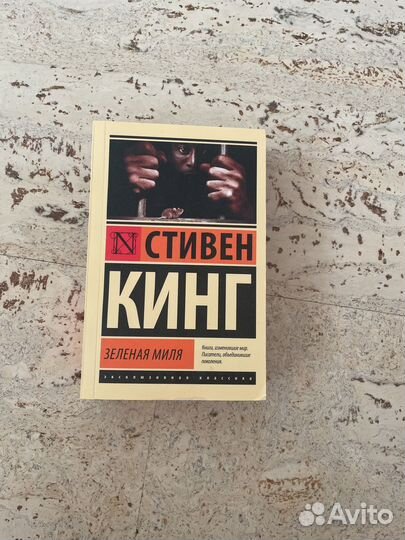 СТИВЕН
КИНГ
ЗЕЛЕНАЯ МИЛЯ
Книги, изменившие мир.
Писатели, объединившие
поколения.
ЭКСКЛЮЗИВНАЯ КЛАССИКА
Avito